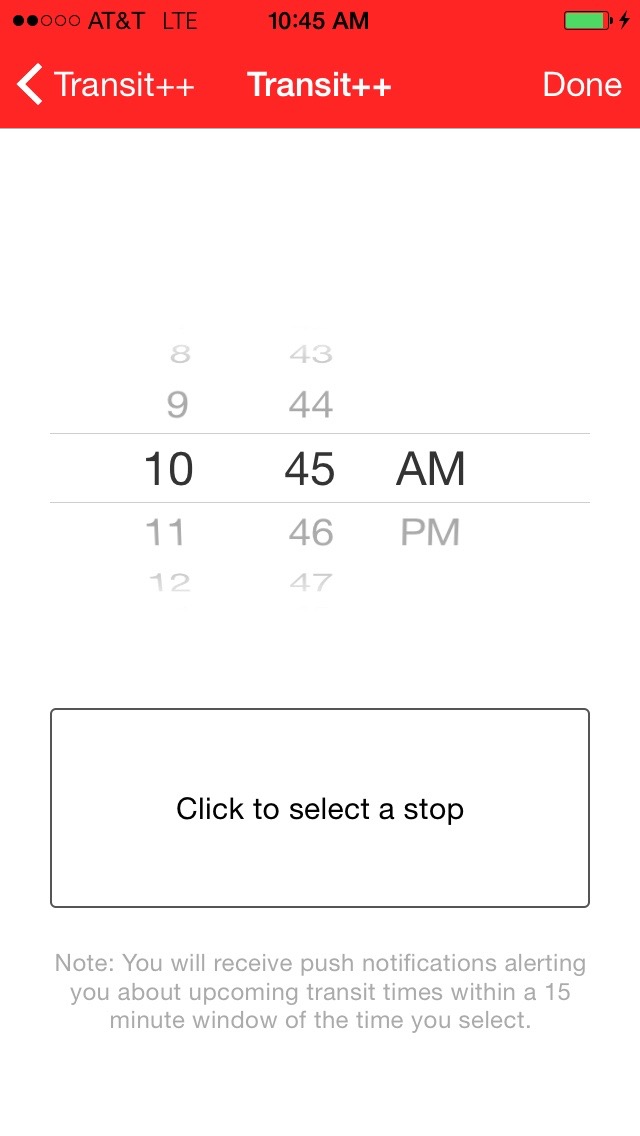 AT&T LTE 10:45 AM
Transit++ Transit++ Done
8 43
9 44
10 45 AM
11 46 PM
12 47
Click to select a stop
Note: You will receive push notifications alerting
you about upcoming transit times within a 15
minute window of the time you select.